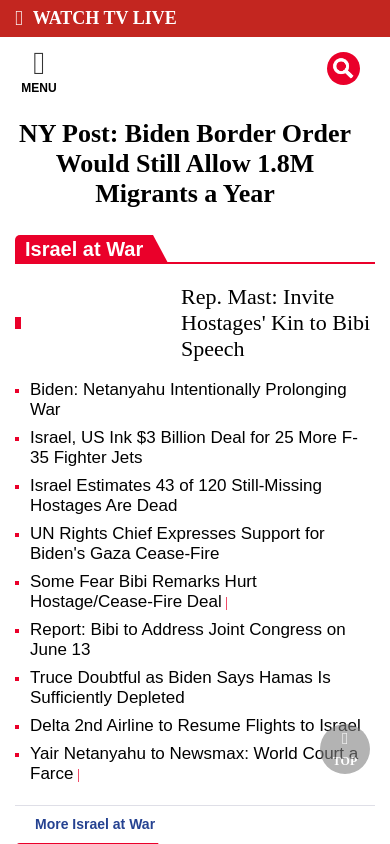 WATCH TV LIVE
MENU
NY Post: Biden Border Order
Would Still Allow 1.8M
Migrants a Year
Israel at War
Rep. Mast: Invite
Hostages' Kin to Bibi
Speech
Biden: Netanyahu Intentionally Prolonging
War
Israel, US Ink $3 Billion Deal for 25 More F-
35 Fighter Jets
Israel Estimates 43 of 120 Still-Missing
Hostages Are Dead
UN Rights Chief Expresses Support for
Biden's Gaza Cease-Fire
Some Fear Bibi Remarks Hurt
Hostage/Cease-Fire Deal |
Report: Bibi to Address Joint Congress on
June 13
Truce Doubtful as Biden Says Hamas Is
Sufficiently Depleted
Delta 2nd Airline to Resume Flights to Israel
Yair Netanyahu to Newsmax: World Court a
Farce |
TOP
More Israel at War